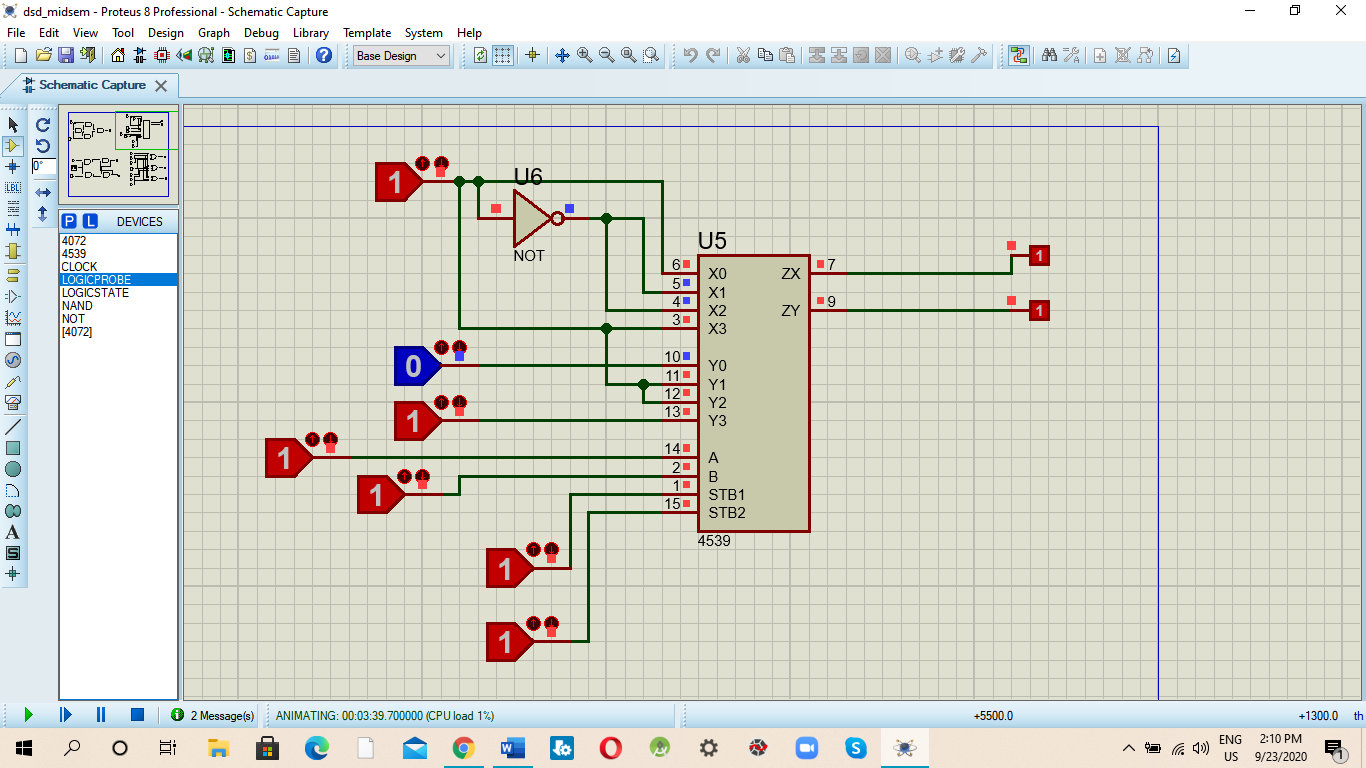 dsd_midsem - Proteus 8 Professional - Schematic Capture
File Edit View Tool Design Graph Debug Library Template System Help
Base Design
Schematic Capture
0°
LBL
P L DEVICES
4072
4539
CLOCK
LOGICPROBE
LOGICSTATE
NAND
NOT
[4072]
A
S
1
U6
NOT
U5
6 X0 ZX 7 1
5 X1
4 X2 ZY 9 1
3 X3
0 10 Y0
11 Y1
12 Y2
1 13 Y3
1 14 A
1 2 B
1 STB1
15 STB2
4539
1
1
2 Message(s) ANIMATING: 00:03:39.700000 (CPU load 1%) +5500.0 +1300.0 th
ENG 2:10 PM
US 9/23/2020
1